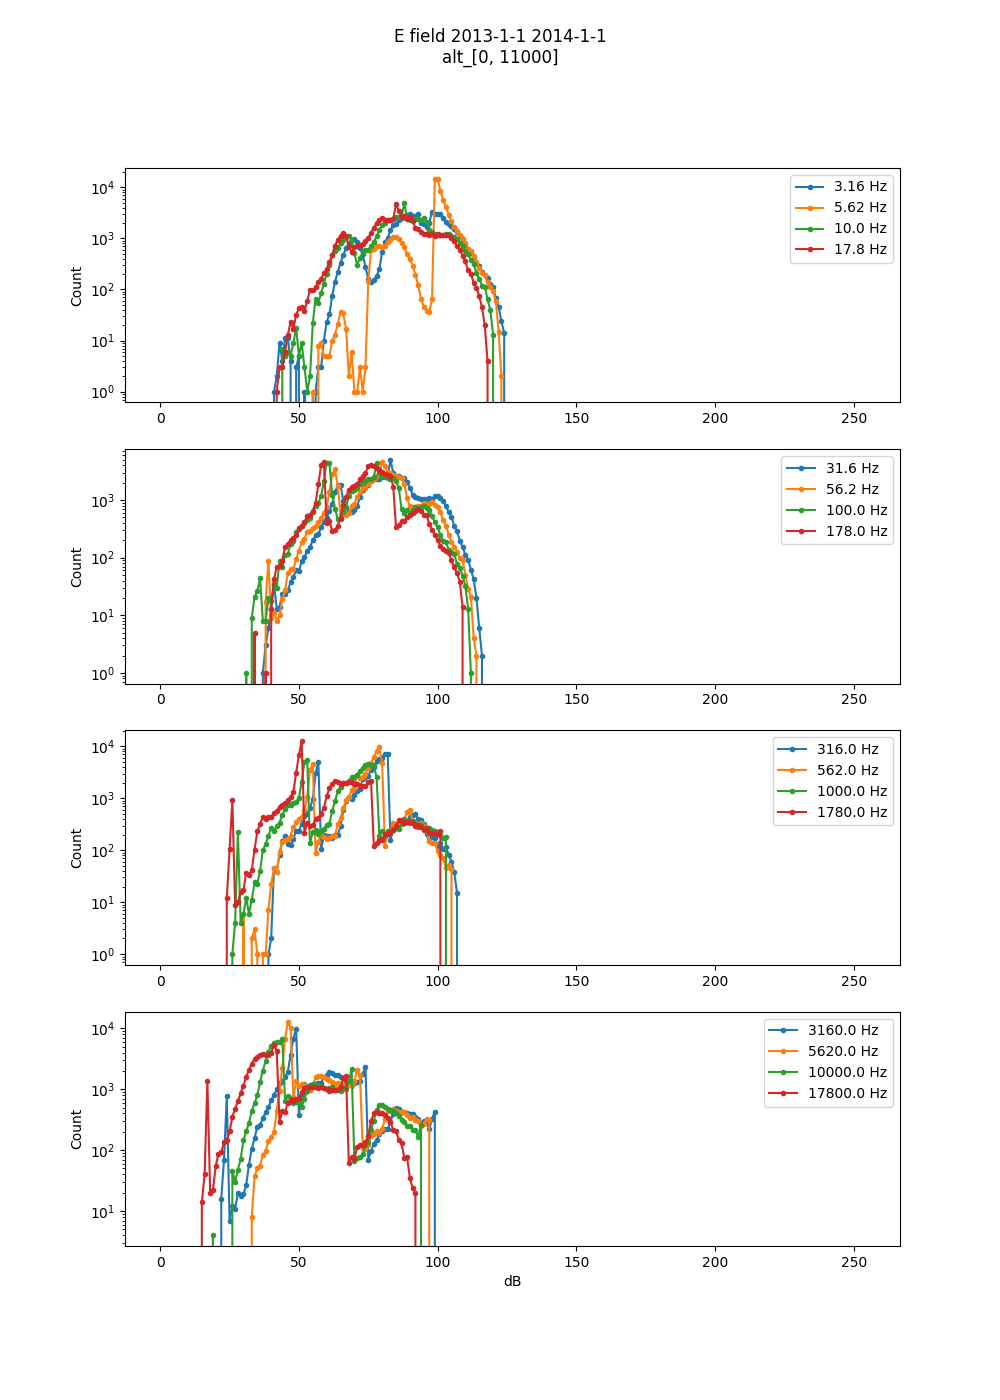 E field 2013-1-1 2014-1-1
alt_[0, 11000]
10^4
10^3
10^2
10^1
10^0
Count
0 50 100 150 200 250
3.16 Hz
5.62 Hz
10.0 Hz
17.8 Hz
10^3
10^2
10^1
10^0
Count
0 50 100 150 200 250
31.6 Hz
56.2 Hz
100.0 Hz
178.0 Hz
10^4
10^3
10^2
10^1
10^0
Count
0 50 100 150 200 250
316.0 Hz
562.0 Hz
1000.0 Hz
1780.0 Hz
10^4
10^3
10^2
10^1
Count
0 50 100 150 200 250
dB
3160.0 Hz
5620.0 Hz
10000.0 Hz
17800.0 Hz